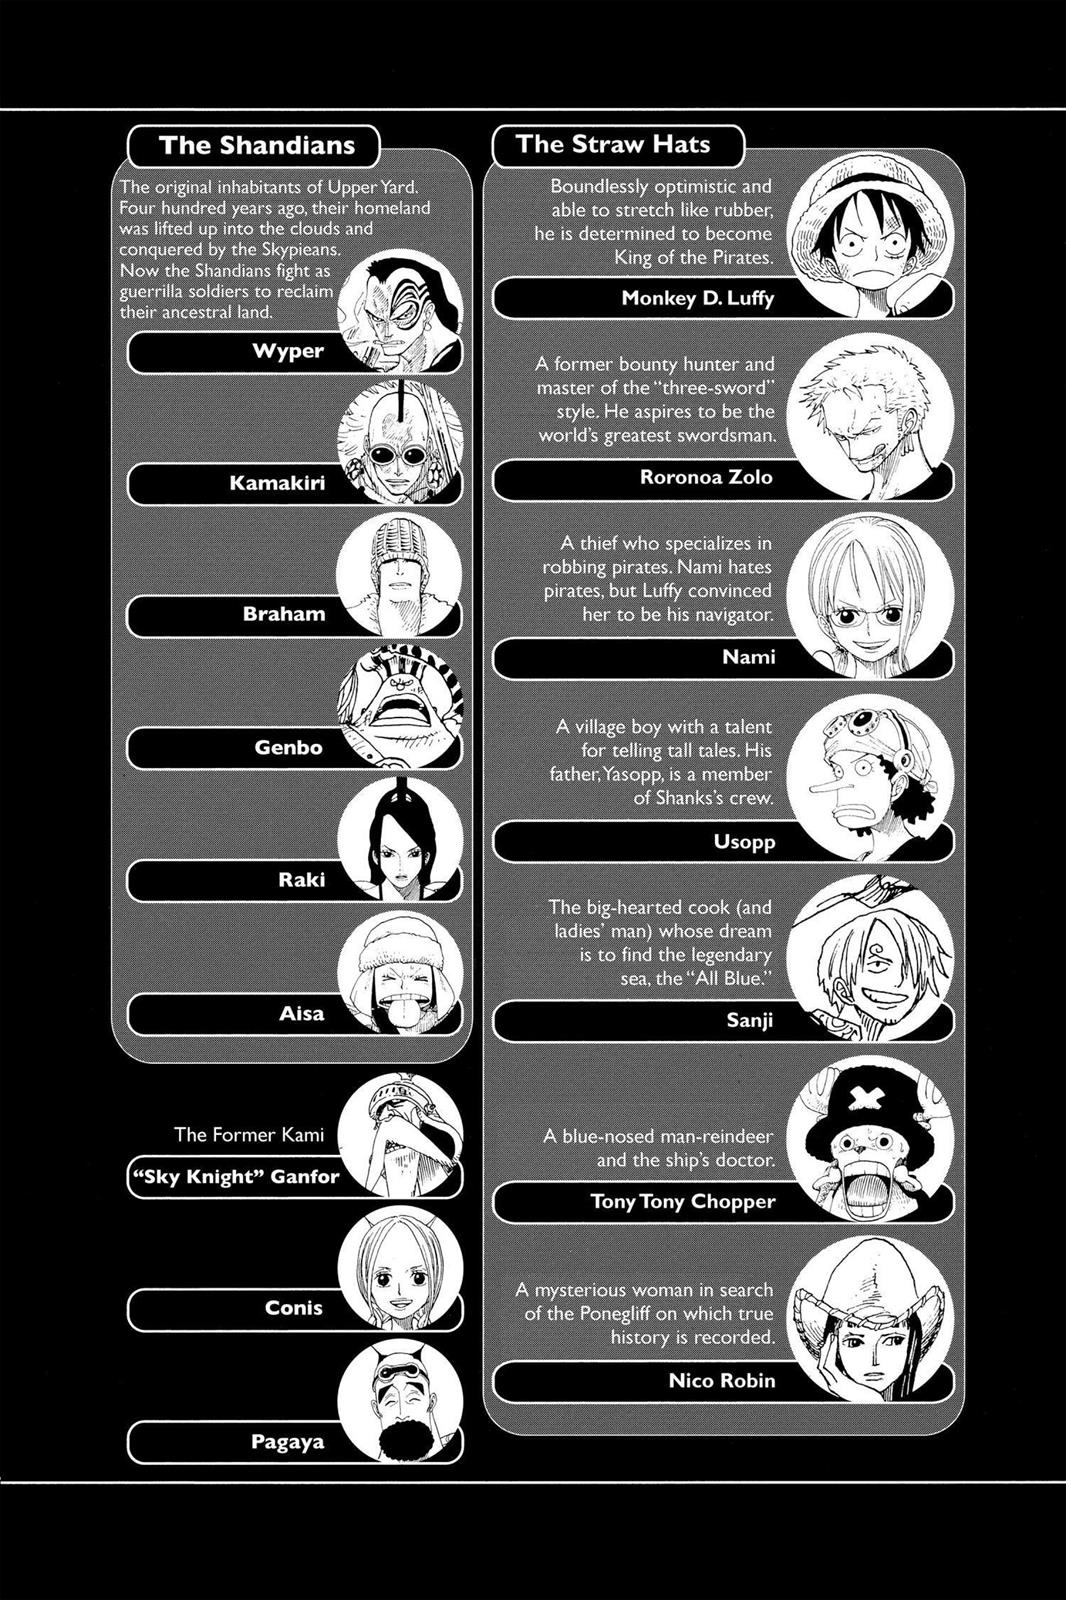 The Shandians
The original inhabitants of Upper Yard.
Four hundred years ago, their homeland
was lifted up into the clouds and
conquered by the Skypieans.
Now the Shandians fight as
guerrilla soldiers to reclaim
their ancestral land.
Wyper
Kamakiri
Braham
Genbo
Raki
Aisa
The Former Kami
“Sky Knight” Ganfor
Conis
Pagaya
The Straw Hats
Boundlessly optimistic and
able to stretch like rubber,
he is determined to become
King of the Pirates.
Monkey D. Luffy
A former bounty hunter and
master of the “three-sword”
style. He aspires to be the
world’s greatest swordsman.
Roronoa Zolo
A thief who specializes in
robbing pirates. Nami hates
pirates, but Luffy convinced
her to be his navigator.
Nami
A village boy with a talent
for telling tall tales. His
father, Yasopp, is a member
of Shanks’s crew.
Usopp
The big-hearted cook (and
ladies’ man) whose dream
is to find the legendary
sea, the “All Blue.”
Sanji
A blue-nosed man-reindeer
and the ship’s doctor.
Tony Tony Chopper
A mysterious woman in search
of the Ponegliff on which true
history is recorded.
Nico Robin